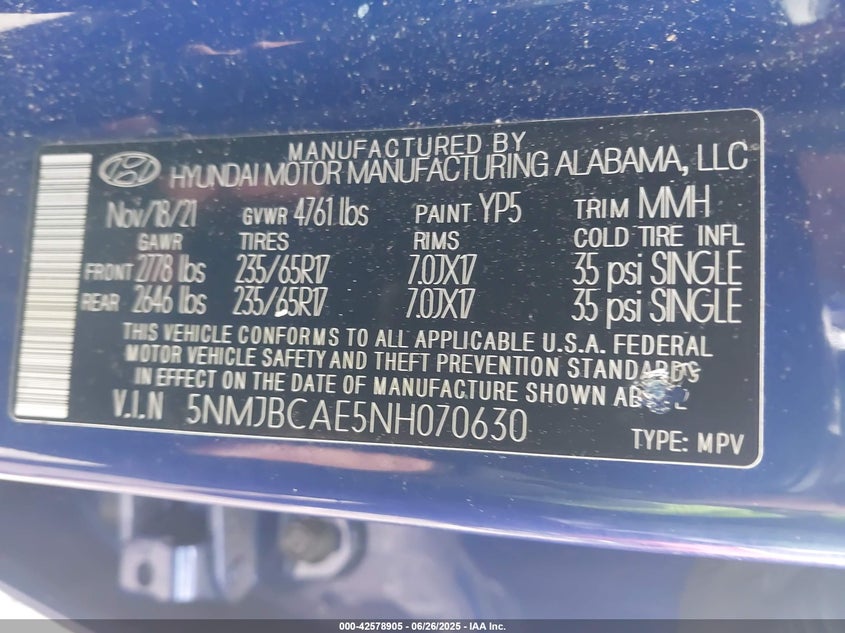 MANUFACTURED BY
HYUNDAI MOTOR MANUFACTURING ALABAMA, LLC
Nov/18/21 GVWR 4761 lbs PAINT YP5 TRIM MMH
GAWR TIRES RIMS COLD TIRE INFL
FRONT 2778 lbs 235/65R17 7.0JX17 35 psi SINGLE
REAR 2646 lbs 235/65R17 7.0JX17 35 psi SINGLE
THIS VEHICLE CONFORMS TO ALL APPLICABLE U.S.A. FEDERAL
MOTOR VEHICLE SAFETY AND THEFT PREVENTION STANDARDS
IN EFFECT ON THE DATE OF MANUFACTURE SHOWN
V.I.N 5NMJBCAE5NH070630
TYPE: MPV
000-42578905 - 06/26/2025 - IAA Inc.